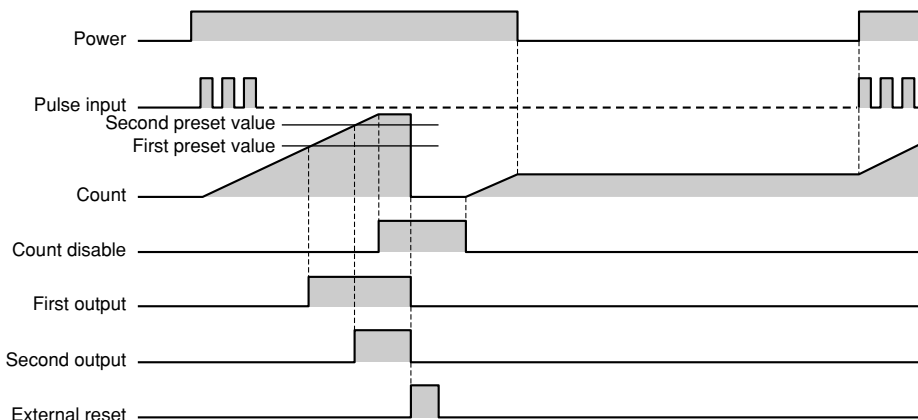 Power
Pulse input
Second preset value
First preset value
Count
Count disable
First output
Second output
External reset